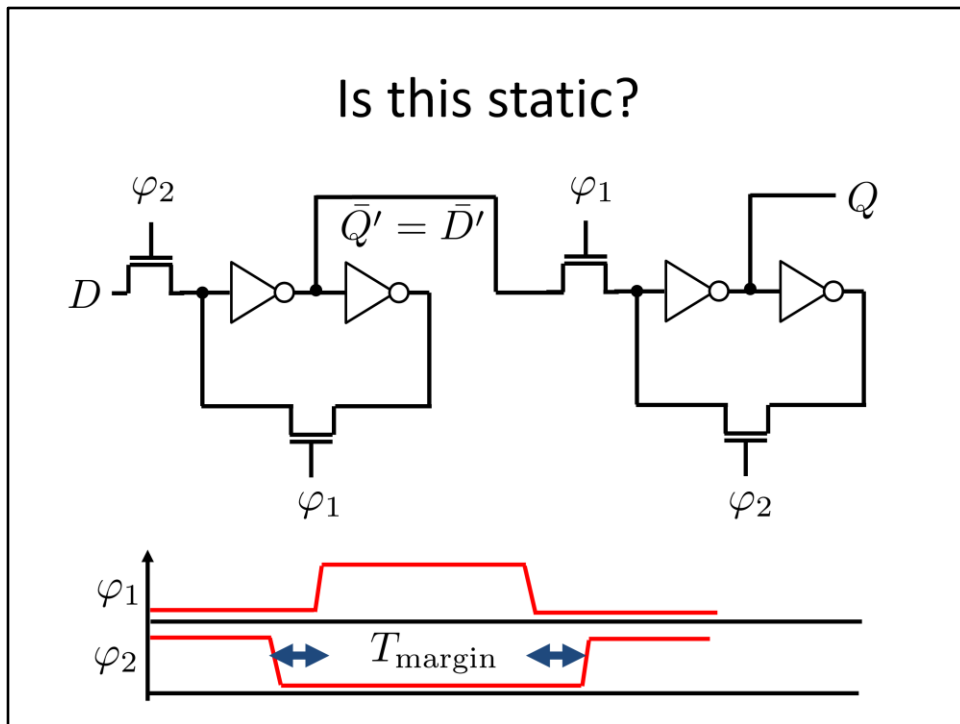 Is this static?
φ₂
φ₁
Q̄′ = D̄′
Q
D
φ₁
φ₂
φ₁
φ₂
T_margin